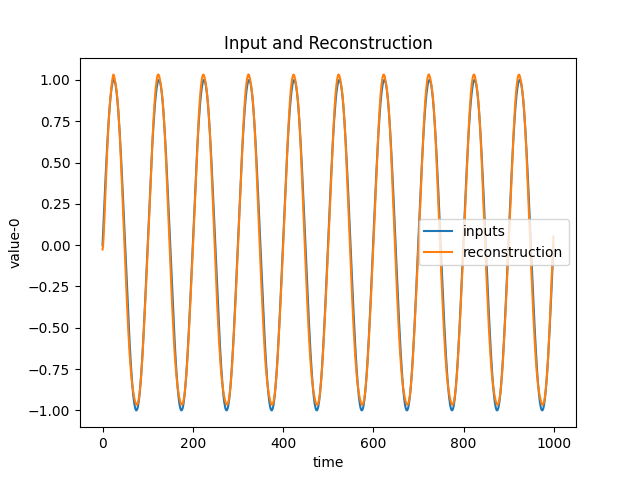 Input and Reconstruction
1.00
0.75
0.50
0.25
0.00
−0.25
−0.50
−0.75
−1.00
value-0
inputs
reconstruction
0 200 400 600 800 1000
time